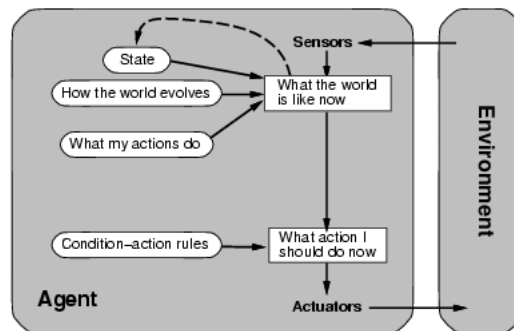 Sensors
State
What the world
is like now
How the world evolves
What my actions do
Condition–action rules
What action I
should do now
Agent
Actuators
Environment